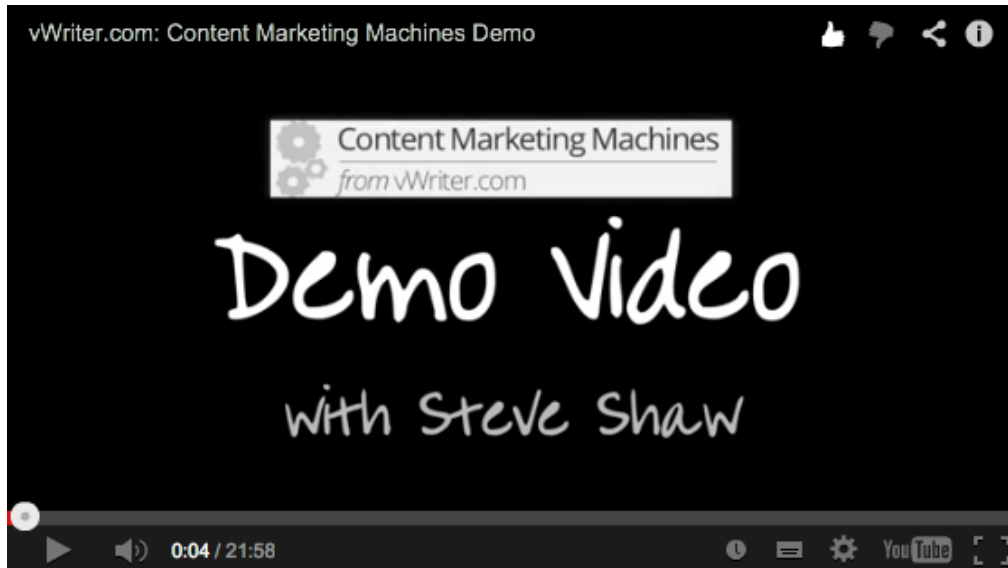 vWriter.com: Content Marketing Machines Demo
Content Marketing Machines
from vWriter.com
Demo Video
with Steve Shaw
0:04 / 21:58
YouTube